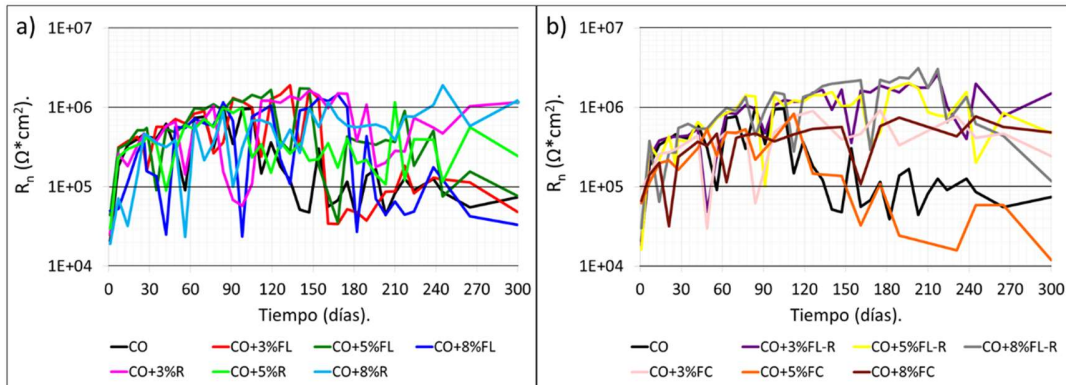 a)
R_n (Ω*cm²).
1E+07
1E+06
1E+05
1E+04
0 30 60 90 120 150 180 210 240 270 300
Tiempo (días).
CO CO+3%FL CO+5%FL CO+8%FL
CO+3%R CO+5%R CO+8%R
b)
R_n (Ω*cm²).
1E+07
1E+06
1E+05
1E+04
0 30 60 90 120 150 180 210 240 270 300
Tiempo (días).
CO CO+3%FL-R CO+5%FL-R CO+8%FL-R
CO+3%FC CO+5%FC CO+8%FC